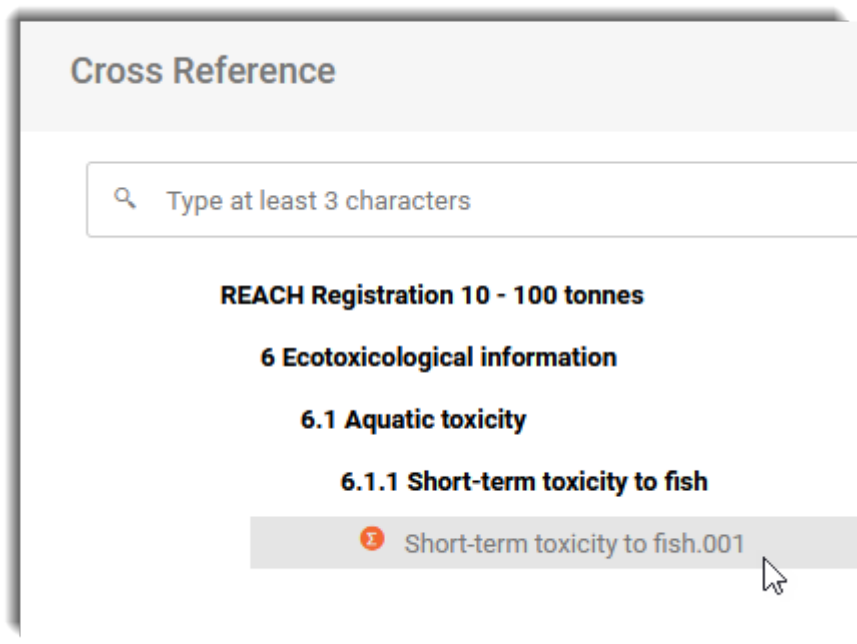 Cross Reference
Type at least 3 characters
REACH Registration 10 - 100 tonnes
6 Ecotoxicological information
6.1 Aquatic toxicity
6.1.1 Short-term toxicity to fish
Σ Short-term toxicity to fish.001